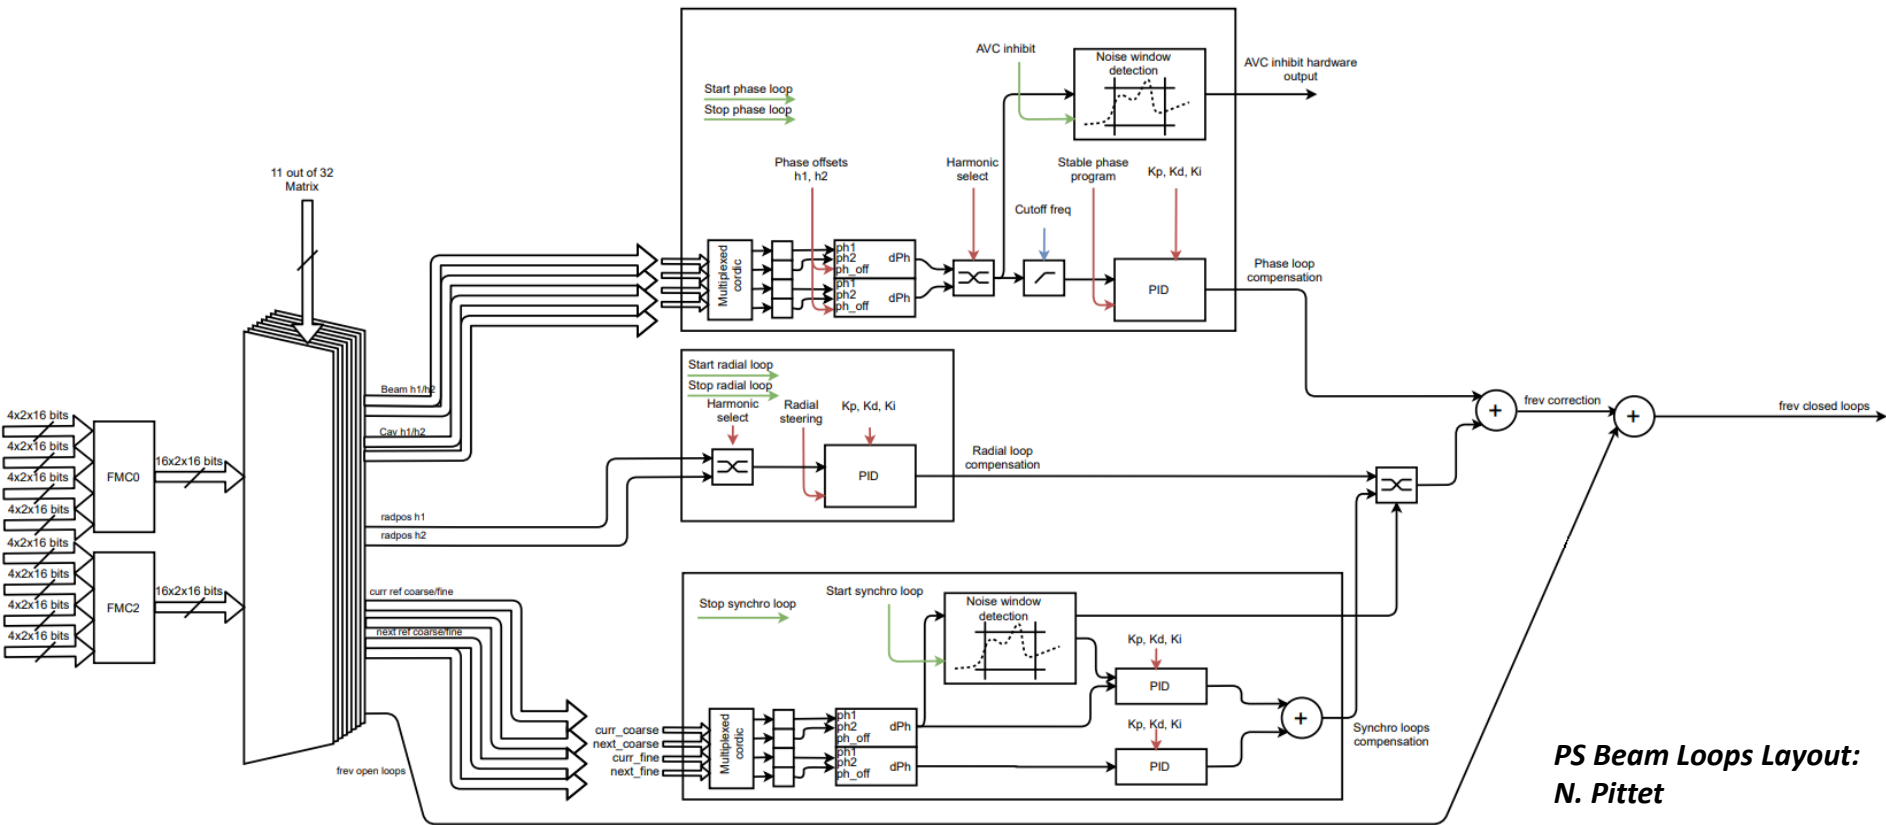 AVC inhibit
Noise window
detection
AVC inhibit hardware
output
Start phase loop
Stop phase loop
Phase offsets
h1, h2
Harmonic
select
Stable phase
program
Kp, Kd, Ki
Cutoff freq
11 out of 32
Matrix
Multiplexed
cordic
ph1
ph2
ph_off
dPh
ph1
ph2
ph_off
dPh
PID
Phase loop
compensation
Start radial loop
Stop radial loop
Harmonic
select
Radial
steering
Kp, Kd, Ki
PID
Radial loop
compensation
+
frev correction
+
frev closed loops
Beam h1/h2
Cav h1/h2
4x2x16 bits
4x2x16 bits
4x2x16 bits
4x2x16 bits
FMC0
16x2x16 bits
radpos h1
radpos h2
4x2x16 bits
4x2x16 bits
4x2x16 bits
4x2x16 bits
FMC2
16x2x16 bits
curr ref coarse/fine
next ref coarse/fine
frev open loops
Stop synchro loop
Start synchro loop
Noise window
detection
Kp, Kd, Ki
PID
Kp, Kd, Ki
PID
+
curr_coarse
next_coarse
curr_fine
next_fine
Multiplexed
cordic
ph1
ph2
ph_off
dPh
ph1
ph2
ph_off
dPh
Synchro loops
compensation
PS Beam Loops Layout:
N. Pittet